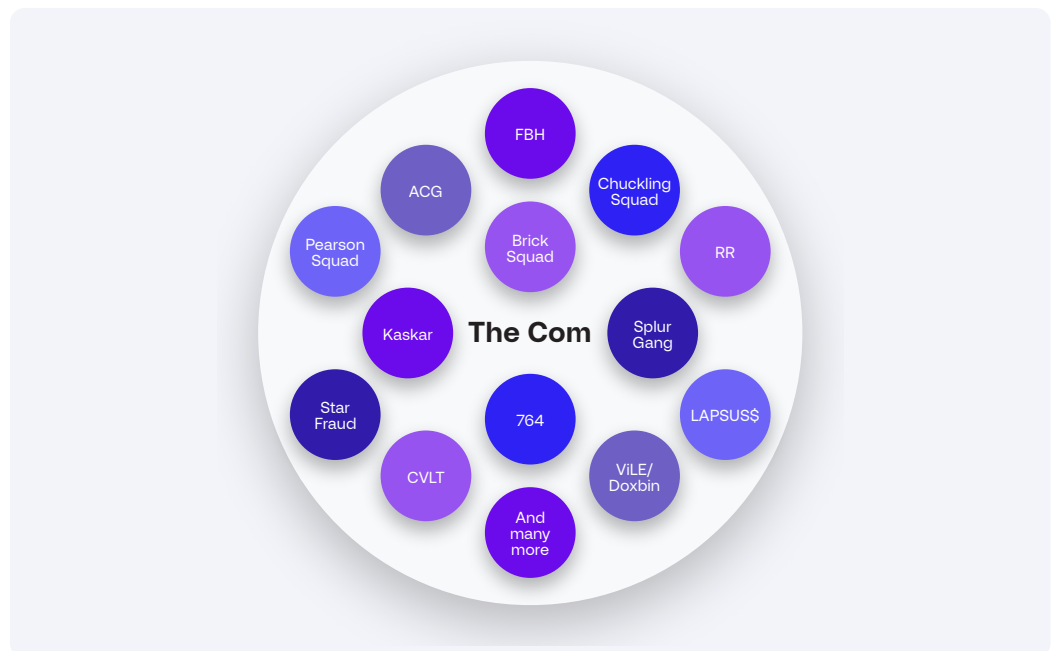 FBH
ACG
Chuckling
Squad
Pearson
Squad
Brick
Squad
RR
Kaskar
The Com
Splur
Gang
Star
Fraud
764
LAPSUS$
CVLT
ViLE/
Doxbin
And
many
more